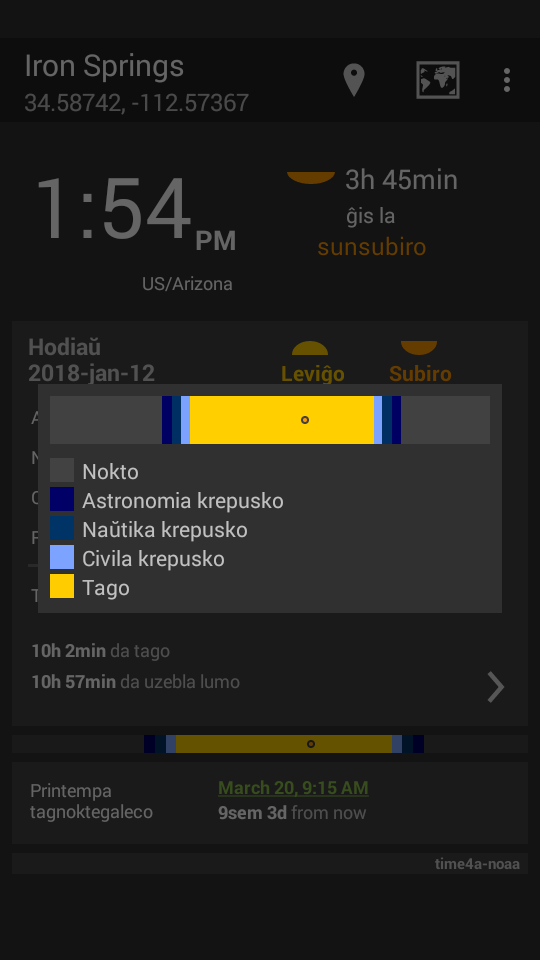 Iron Springs
34.58742, -112.57367
1:54 PM
3h 45min
ĝis la
sunsubiro
US/Arizona
Hodiaŭ
2018-jan-12
Leviĝo
Subiro
Nokto
Astronomia krepusko
Naŭtika krepusko
Civila krepusko
Tago
10h 2min da tago
10h 57min da uzebla lumo
Printempa
tagnoktegaleco
March 20, 9:15 AM
9sem 3d from now
time4a-noaa